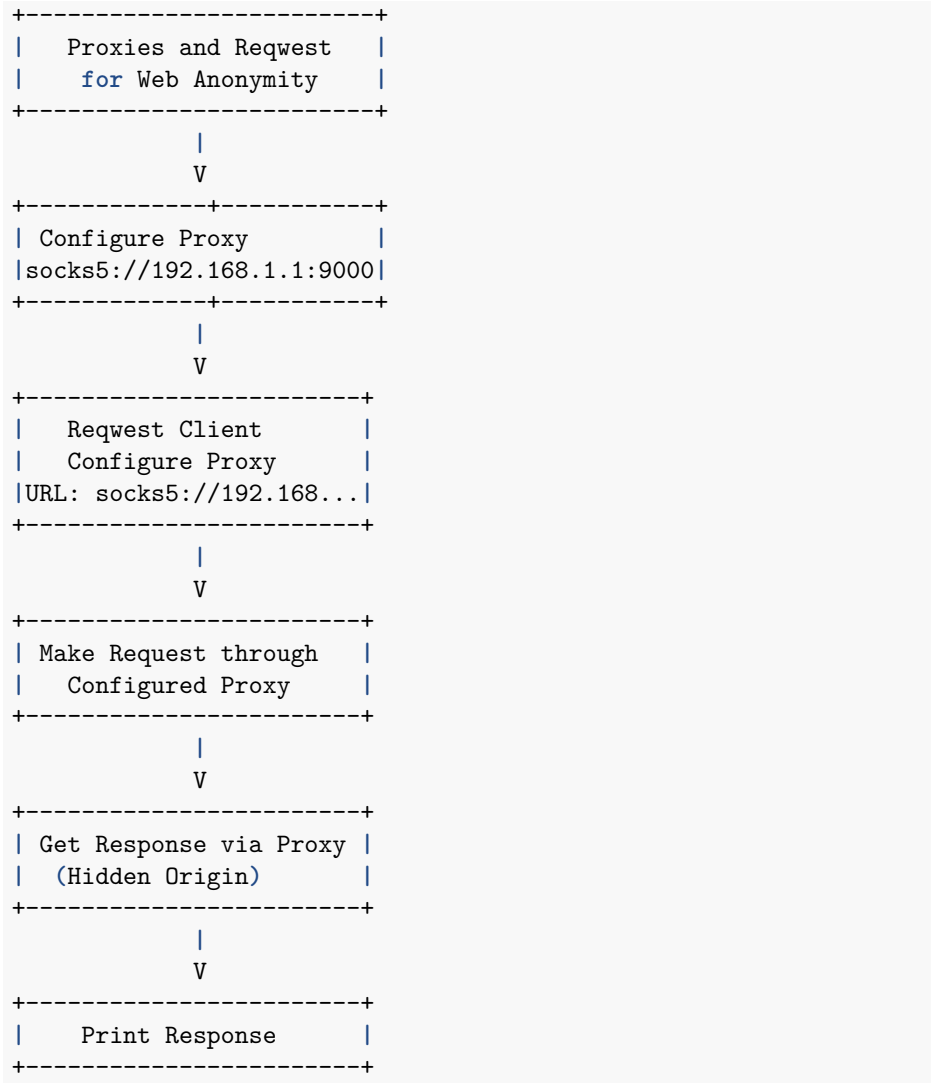 +-------------------------+
|   Proxies and Reqwest   |
|    for Web Anonymity    |
+-------------------------+
             |
             V
+-------------+-----------+
| Configure Proxy         |
|socks5://192.168.1.1:9000|
+-------------+-----------+
             |
             V
+------------------------+
|   Reqwest Client       |
|   Configure Proxy      |
|URL: socks5://192.168...|
+------------------------+
             |
             V
+------------------------+
| Make Request through   |
|   Configured Proxy     |
+------------------------+
             |
             V
+------------------------+
| Get Response via Proxy |
|  (Hidden Origin)       |
+------------------------+
             |
             V
+------------------------+
|    Print Response      |
+------------------------+